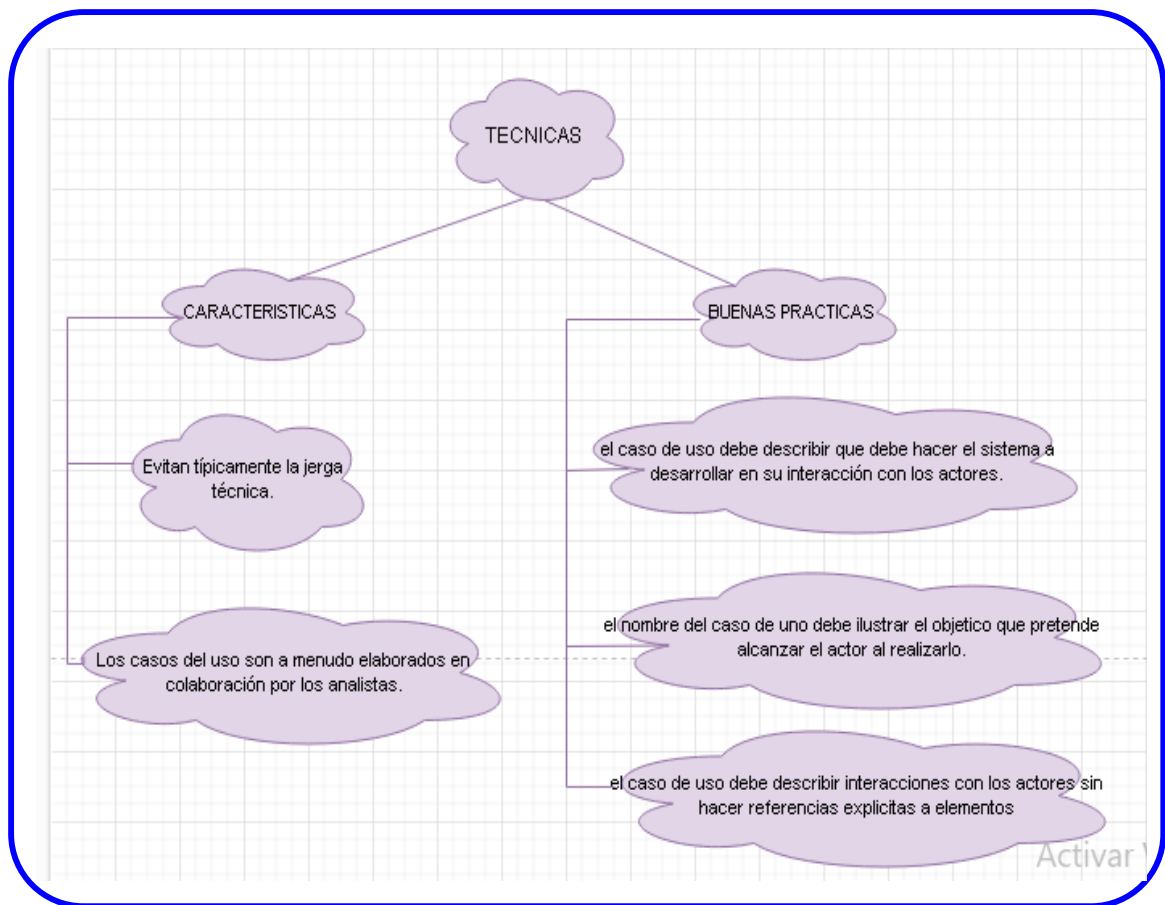 TECNICAS
CARACTERISTICAS
Evitan típicamente la jerga
técnica.
Los casos del uso son a menudo elaborados en
colaboración por los analistas.
BUENAS PRACTICAS
el caso de uso debe describir que debe hacer el sistema a
desarrollar en su interacción con los actores.
el nombre del caso de uno debe ilustrar el objetico que pretende
alcanzar el actor al realizarlo.
el caso de uso debe describir interacciones con los actores sin
hacer referencias explicitas a elementos
Activar